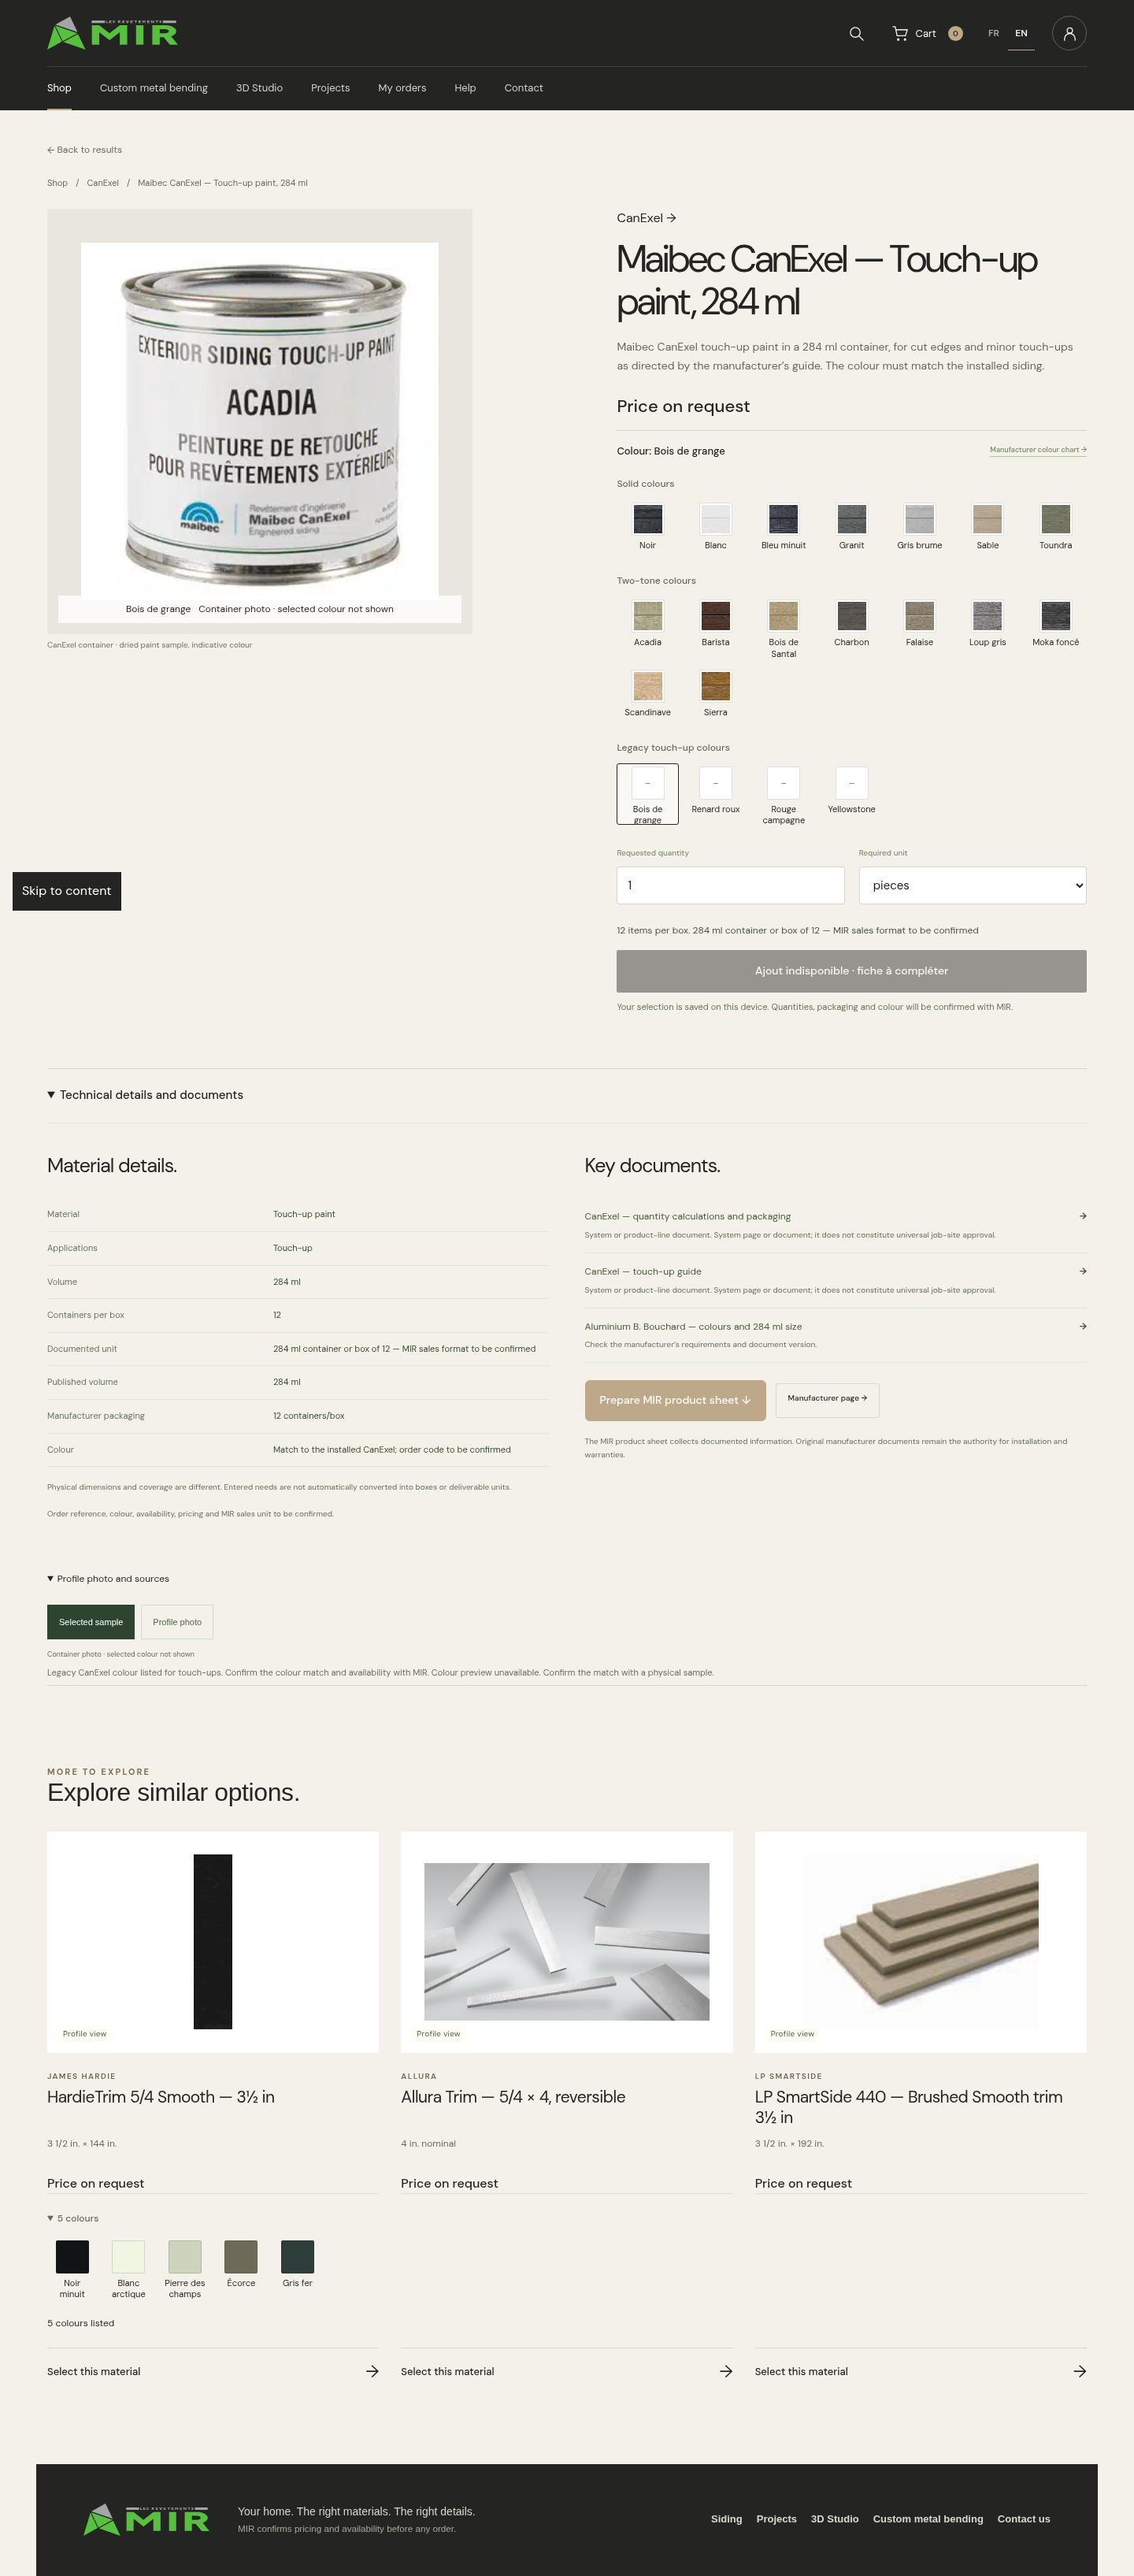 LES REVETEMENTS
MIR
Cart 0 FR EN
Shop Custom metal bending 3D Studio Projects My orders Help Contact
← Back to results
Shop / CanExel / Maibec CanExel — Touch-up paint, 284 ml
EXTERIOR SIDING TOUCH-UP PAINT
ACADIA
PEINTURE DE RETOUCHE
POUR REVÊTEMENTS EXTÉRIEURS
maibec
Revêtement d'ingénierie
Maibec CanExel
Bois de grange Container photo · selected colour not shown
CanExel container · dried paint sample, indicative colour
CanExel →
Maibec CanExel — Touch-up
paint, 284 ml
Maibec CanExel touch-up paint in a 284 ml container, for cut edges and minor touch-ups
as directed by the manufacturer's guide. The colour must match the installed siding.
Price on request
Colour: Bois de grange
Manufacturer colour chart →
Solid colours
Noir Blanc Bleu minuit Granit Gris brume Sable Toundra
Two-tone colours
Acadia Barista Bois de Santal Charbon Falaise Loup gris Moka foncé
Scandinave Sierra
Legacy touch-up colours
– – – –
Bois de grange Renard roux Rouge campagne Yellowstone
Requested quantity Required unit
1 pieces
12 items per box. 284 ml container or box of 12 — MIR sales format to be confirmed
Ajout indisponible · fiche à compléter
Your selection is saved on this device. Quantities, packaging and colour will be confirmed with MIR.
Skip to content
▼ Technical details and documents
Material details.
Material Touch-up paint
Applications Touch-up
Volume 284 ml
Containers per box 12
Documented unit 284 ml container or box of 12 — MIR sales format to be confirmed
Published volume 284 ml
Manufacturer packaging 12 containers/box
Colour Match to the installed CanExel; order code to be confirmed
Physical dimensions and coverage are different. Entered needs are not automatically converted into boxes or deliverable units.
Order reference, colour, availability, pricing and MIR sales unit to be confirmed.
Key documents.
CanExel — quantity calculations and packaging →
System or product-line document. System page or document; it does not constitute universal job-site approval.
CanExel — touch-up guide →
System or product-line document. System page or document; it does not constitute universal job-site approval.
Aluminium B. Bouchard — colours and 284 ml size →
Check the manufacturer's requirements and document version.
Prepare MIR product sheet ↓ Manufacturer page →
The MIR product sheet collects documented information. Original manufacturer documents remain the authority for installation and
warranties.
▼ Profile photo and sources
Selected sample Profile photo
Container photo · selected colour not shown
Legacy CanExel colour listed for touch-ups. Confirm the colour match and availability with MIR. Colour preview unavailable. Confirm the match with a physical sample.
MORE TO EXPLORE
Explore similar options.
Profile view Profile view Profile view
JAMES HARDIE
HardieTrim 5/4 Smooth — 3½ in
3 1/2 in. × 144 in.
Price on request
▼ 5 colours
Noir minuit Blanc arctique Pierre des champs Écorce Gris fer
5 colours listed
Select this material →
ALLURA
Allura Trim — 5/4 × 4, reversible
4 in. nominal
Price on request
Select this material →
LP SMARTSIDE
LP SmartSide 440 — Brushed Smooth trim
3½ in
3 1/2 in. × 192 in.
Price on request
Select this material →
LES REVETEMENTS
MIR
Your home. The right materials. The right details.
MIR confirms pricing and availability before any order.
Siding Projects 3D Studio Custom metal bending Contact us